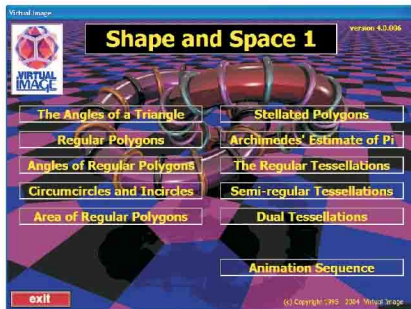 Virtual Image
Shape and Space 1
version 4.0.006
VIRTUAL
IMAGE
The Angles of a Triangle
Stellated Polygons
Regular Polygons
Archimedes' Estimate of Pi
Angles of Regular Polygons
The Regular Tessellations
Circumcircles and Incircles
Semi-regular Tessellations
Area of Regular Polygons
Dual Tessellations
Animation Sequence
exit
(c) Copyright 1995 2004 Virtual Image